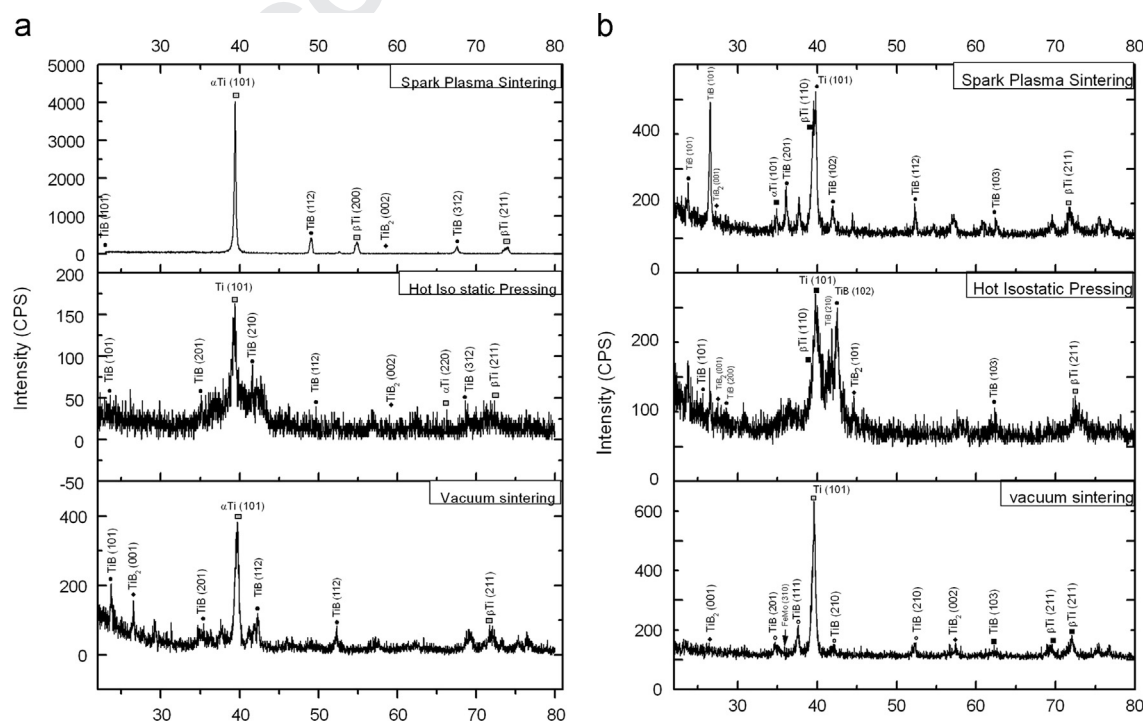 a
30 40 50 60 70 80
5000
4000
3000
2000
1000
0
Spark Plasma Sintering
αTi (101)
TiB (101)
TiB (112)
βTi (200)
TiB₂ (002)
TiB (312)
βTi (211)
Intensity (CPS)
200
150
100
50
0
-50
Hot Iso static Pressing
Ti (101)
TiB (101)
TiB (201)
TiB (210)
TiB (112)
TiB₂ (002)
αTi (220)
TiB (312)
βTi (211)
400
200
0
Vacuum sintering
αTi (101)
TiB (101)
TiB₂ (001)
TiB (201)
TiB (112)
TiB (112)
βTi (211)
30 40 50 60 70 80
b
30 40 50 60 70 80
400
200
0
Spark Plasma Sintering
TiB (101)
TiB (101)
TiB₂ (001)
αTi (101)
TiB (201)
βTi (110)
Ti (101)
TiB (102)
TiB (112)
TiB (103)
βTi (211)
Intensity (CPS)
200
100
0
Hot Isostatic Pressing
TiB (101)
TiB₂ (001)
TiB (200)
βTi (110)
Ti (101)
TiB (210)
TiB (102)
TiB₂ (101)
TiB (103)
βTi (211)
600
400
200
0
vacuum sintering
Ti (101)
TiB₂ (001)
TiB (201)
FeMo (310)
TiB (111)
TiB (210)
TiB (210)
TiB₂ (002)
TiB (103)
βTi (211)
βTi (211)
30 40 50 60 70 80